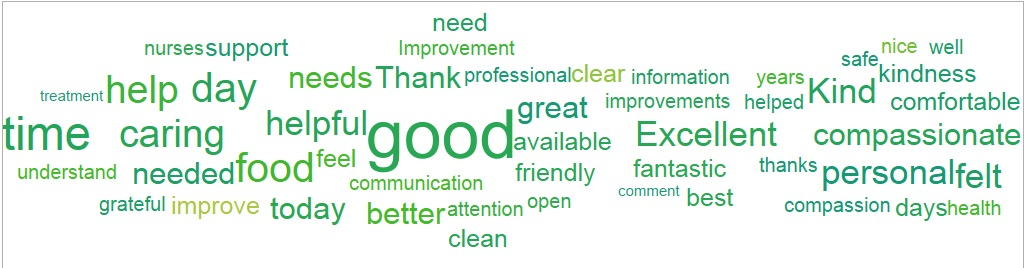 need
nurses support Improvement nice well
needs Thank professional clear information years safe kindness
treatment help day improvements helped Kind comfortable
time caring helpful good great available Excellent compassionate
understand needed food feel friendly fantastic thanks personal felt
communication comment best
grateful improve today better attention open compassion days health
clean